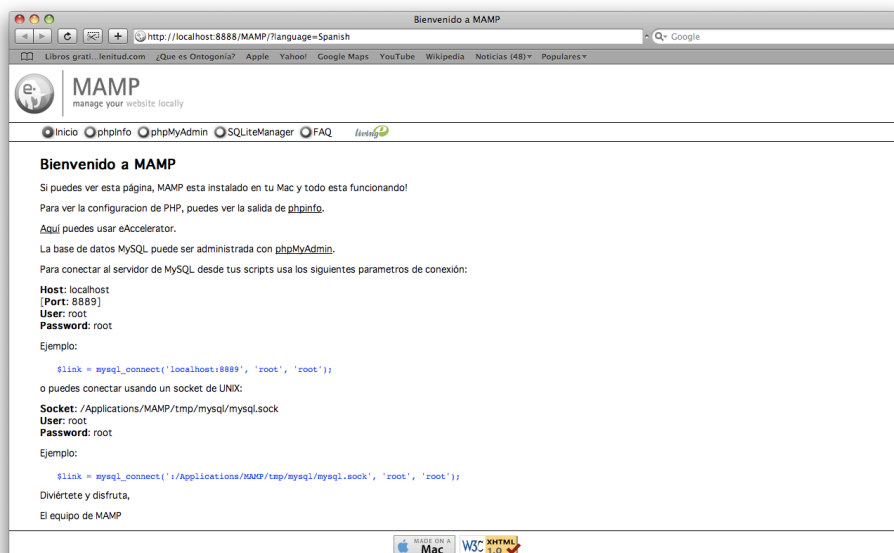 Bienvenido a MAMP
http://localhost:8888/MAMP/?language=Spanish
Google
Libros grati...lenitud.com ¿Que es Ontogonía? Apple Yahoo! Google Maps YouTube Wikipedia Noticias (48) Populares
e·
MAMP
manage your website locally
Inicio phpInfo phpMyAdmin SQLiteManager FAQ living e
Bienvenido a MAMP
Si puedes ver esta página, MAMP esta instalado en tu Mac y todo esta funcionando!
Para ver la configuracion de PHP, puedes ver la salida de phpinfo.
Aquí puedes usar eAccelerator.
La base de datos MySQL puede ser administrada con phpMyAdmin.
Para conectar al servidor de MySQL desde tus scripts usa los siguientes parametros de conexión:
Host: localhost
[Port: 8889]
User: root
Password: root
Ejemplo:
$link = mysql_connect('localhost:8889', 'root', 'root');
o puedes conectar usando un socket de UNIX:
Socket: /Applications/MAMP/tmp/mysql/mysql.sock
User: root
Password: root
Ejemplo:
$link = mysql_connect(':/Applications/MAMP/tmp/mysql/mysql.sock', 'root', 'root');
Diviértete y disfruta,
El equipo de MAMP
MADE ON A
Mac
W3C XHTML
1.0